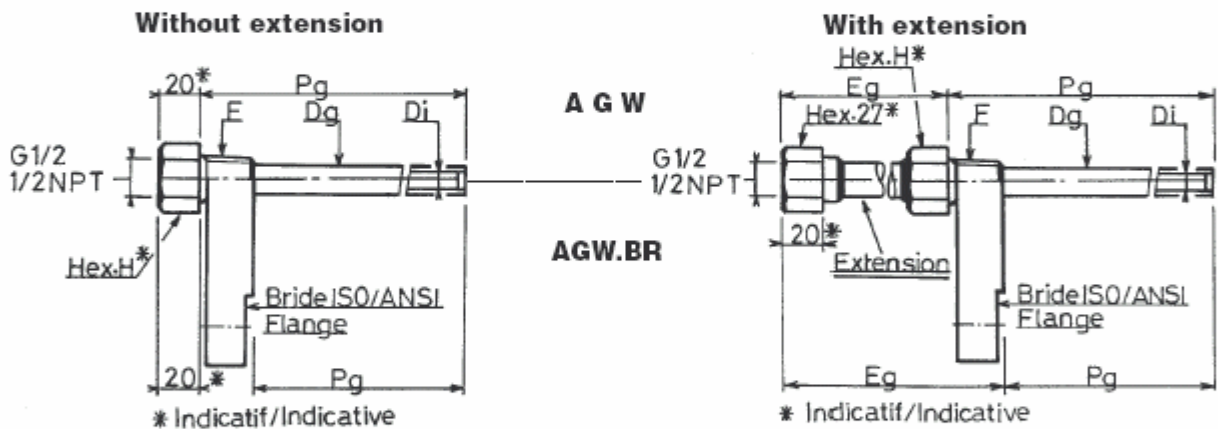 Without extension
With extension
20*
Pg
E
Dg
Di
G1/2
1/2NPT
Hex.H*
Bride ISO/ANSI
Flange
20 *
Pg
* Indicatif/Indicative
A G W
AGW.BR
Hex.H*
Eg
Pg
Hex.27*
E
Dg
Di
G1/2
1/2NPT
20 *
Extension
Bride ISO/ANSI
Flange
Eg
Pg
* Indicatif/Indicative